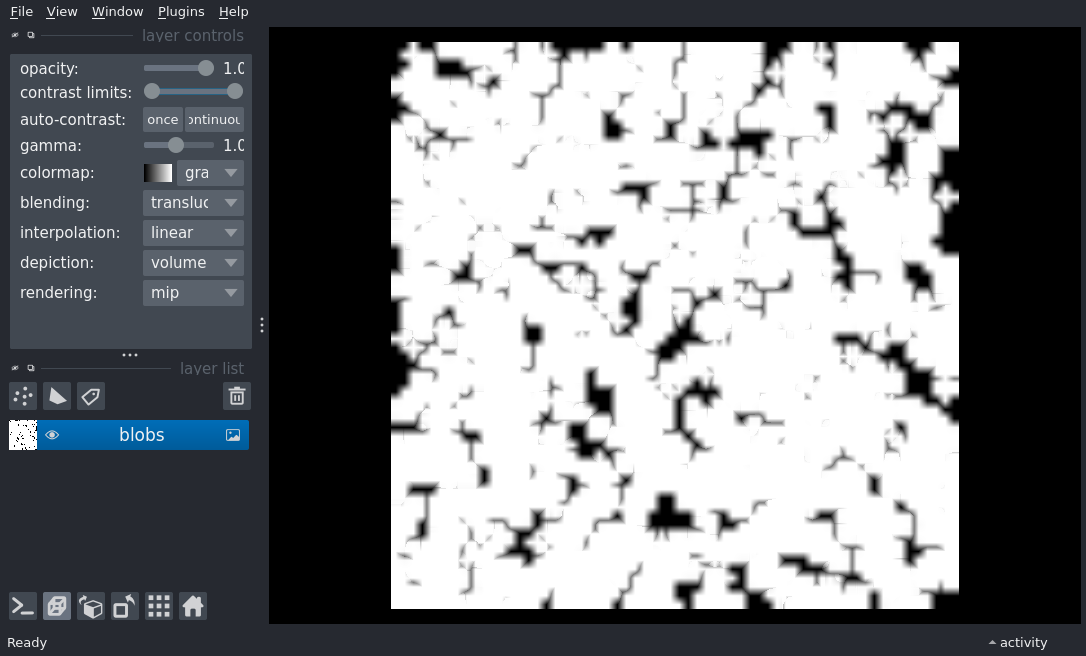 File View Window Plugins Help
layer controls
opacity: 1.0
contrast limits:
auto-contrast: once ontinuou
gamma: 1.0
colormap: gra
blending: transluc
interpolation: linear
depiction: volume
rendering: mip
layer list
blobs
Ready
activity